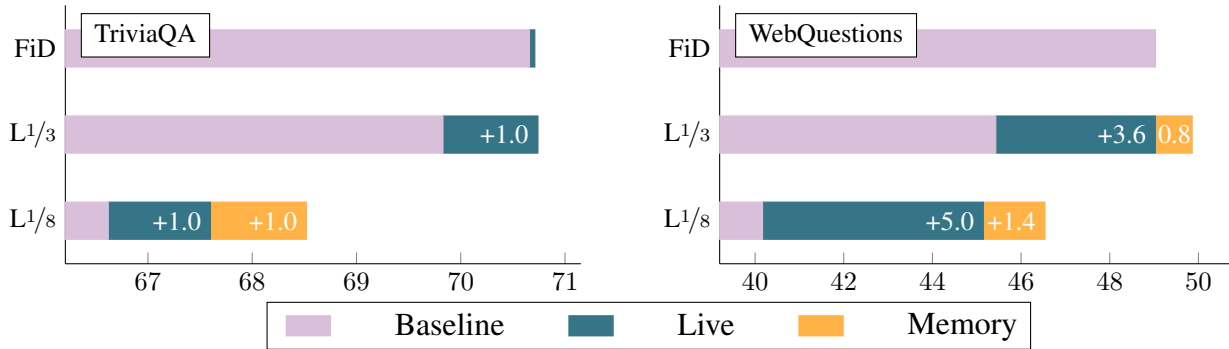 TriviaQA
FiD
L1/3
+1.0
L1/8
+1.0 +1.0
67 68 69 70 71
WebQuestions
FiD
L1/3
+3.6 0.8
L1/8
+5.0 +1.4
40 42 44 46 48 50
Baseline Live Memory